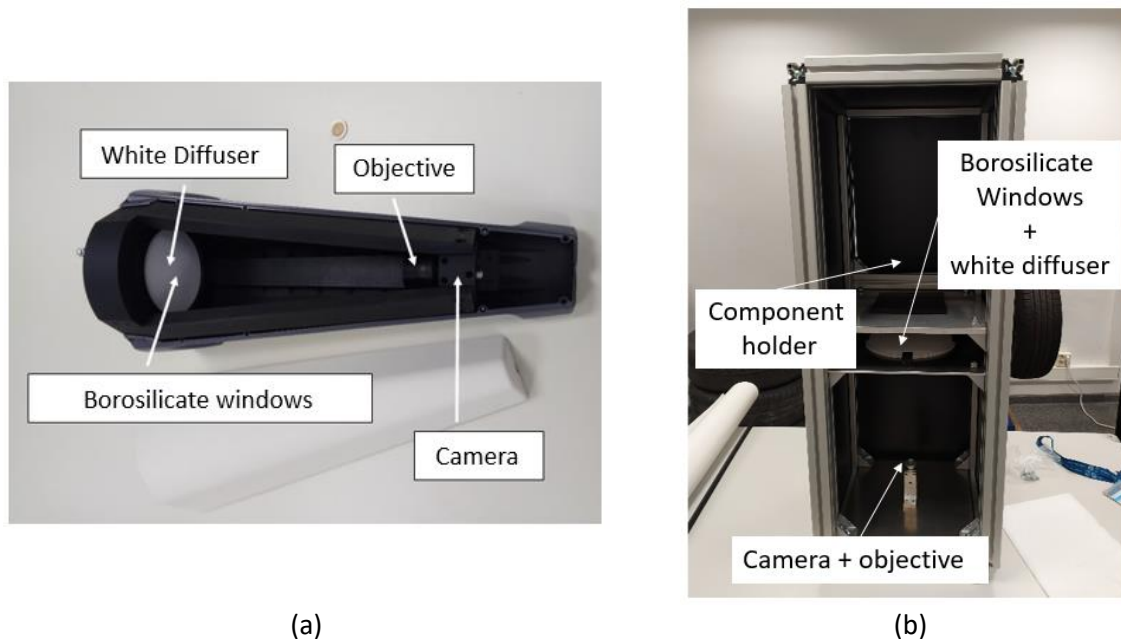 White Diffuser
Objective
Borosilicate windows
Camera
(a)
Borosilicate
Windows
+
white diffuser
Component
holder
Camera + objective
(b)